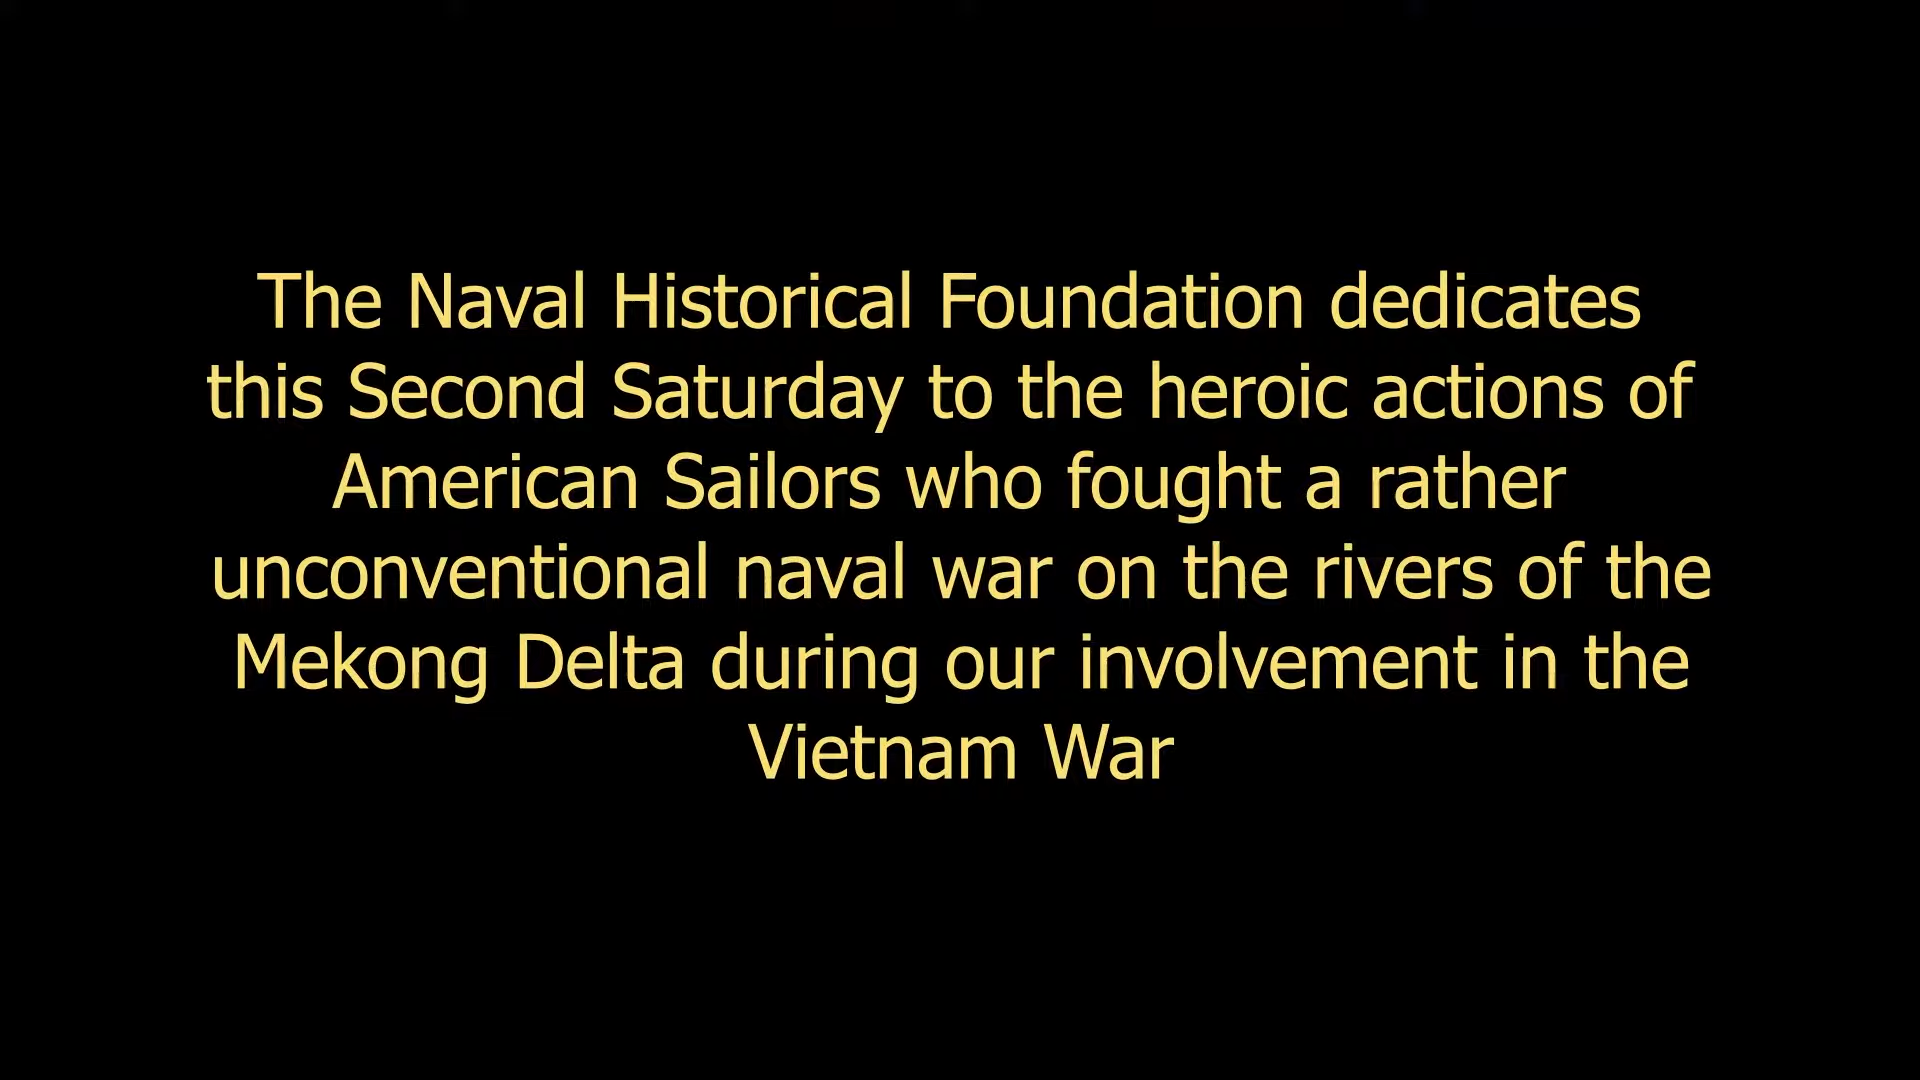 The Naval Historical Foundation dedicates
this Second Saturday to the heroic actions of
American Sailors who fought a rather
unconventional naval war on the rivers of the
Mekong Delta during our involvement in the
Vietnam War